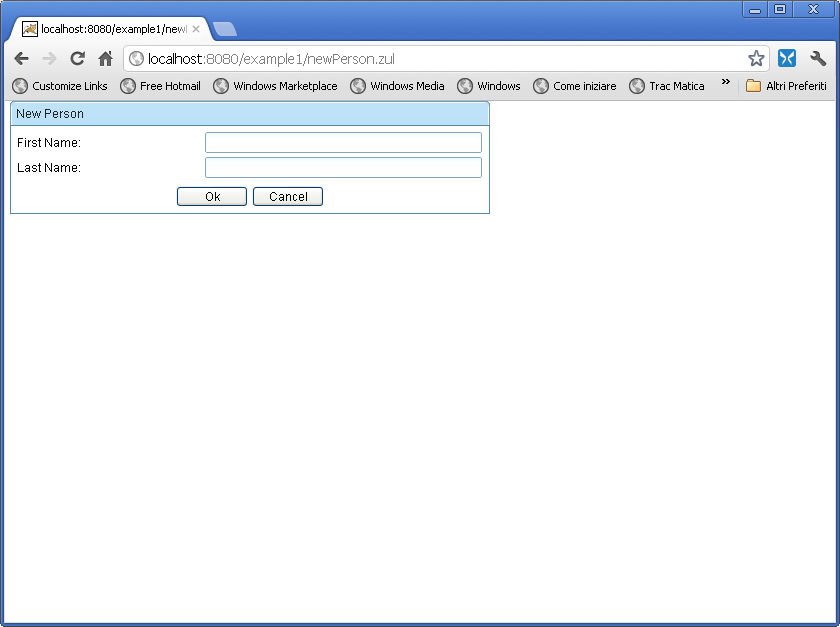 localhost:8080/example1/new
localhost:8080/example1/newPerson.zul
Customize Links Free Hotmail Windows Marketplace Windows Media Windows Come iniziare Trac Matica » Altri Preferiti
New Person
First Name:
Last Name:
Ok Cancel